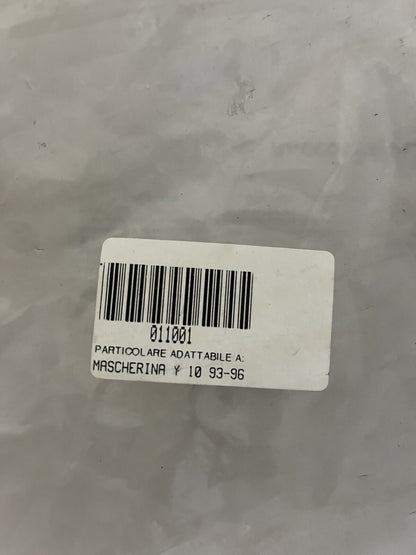 011001
PARTICOLARE ADATTABILE A:
MASCHERINA Y 10 93-96